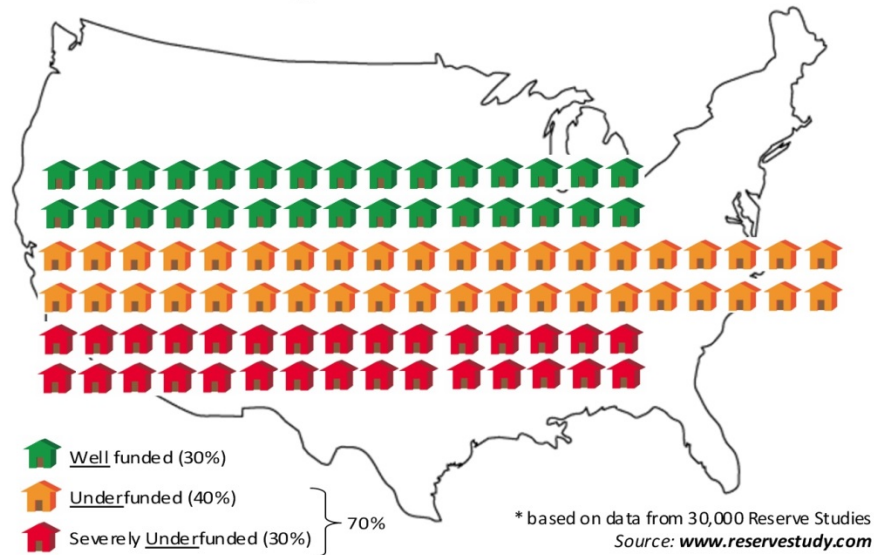 Well funded (30%)
Underfunded (40%)
70%
Severely Underfunded (30%)
* based on data from 30,000 Reserve Studies
Source: www.reservestudy.com